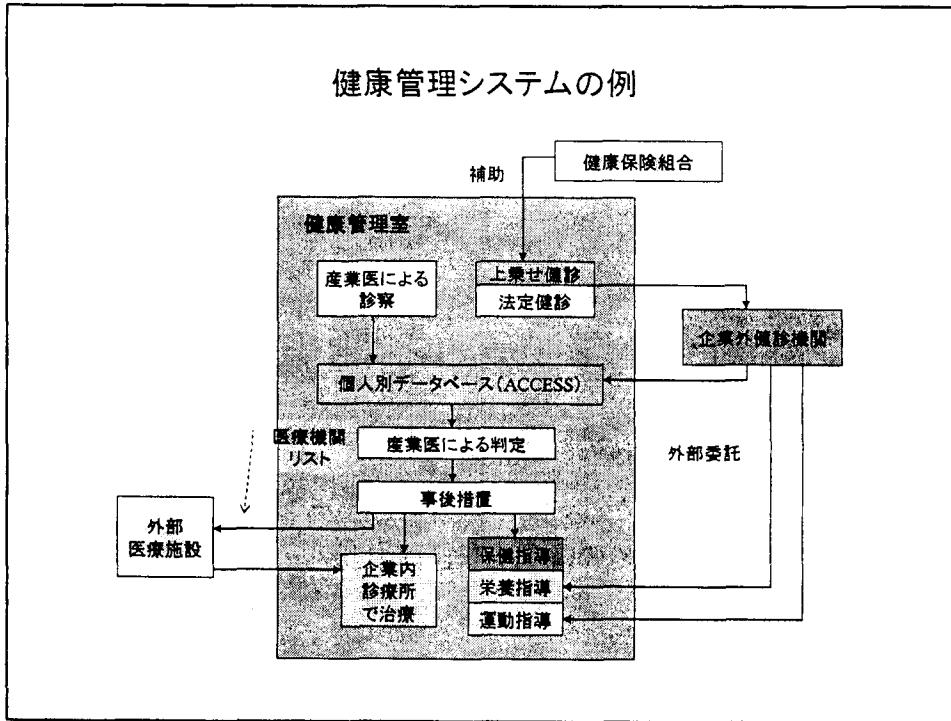 健康管理システムの例
健康保険組合
補助
健康管理室
産業医による
診察
上乗せ健診
法定健診
企業外健診機関
個人別データベース(ACCESS)
医療機関
リスト
産業医による判定
外部委託
事後措置
外部
医療施設
企業内
診療所
で治療
保健指導
栄養指導
運動指導